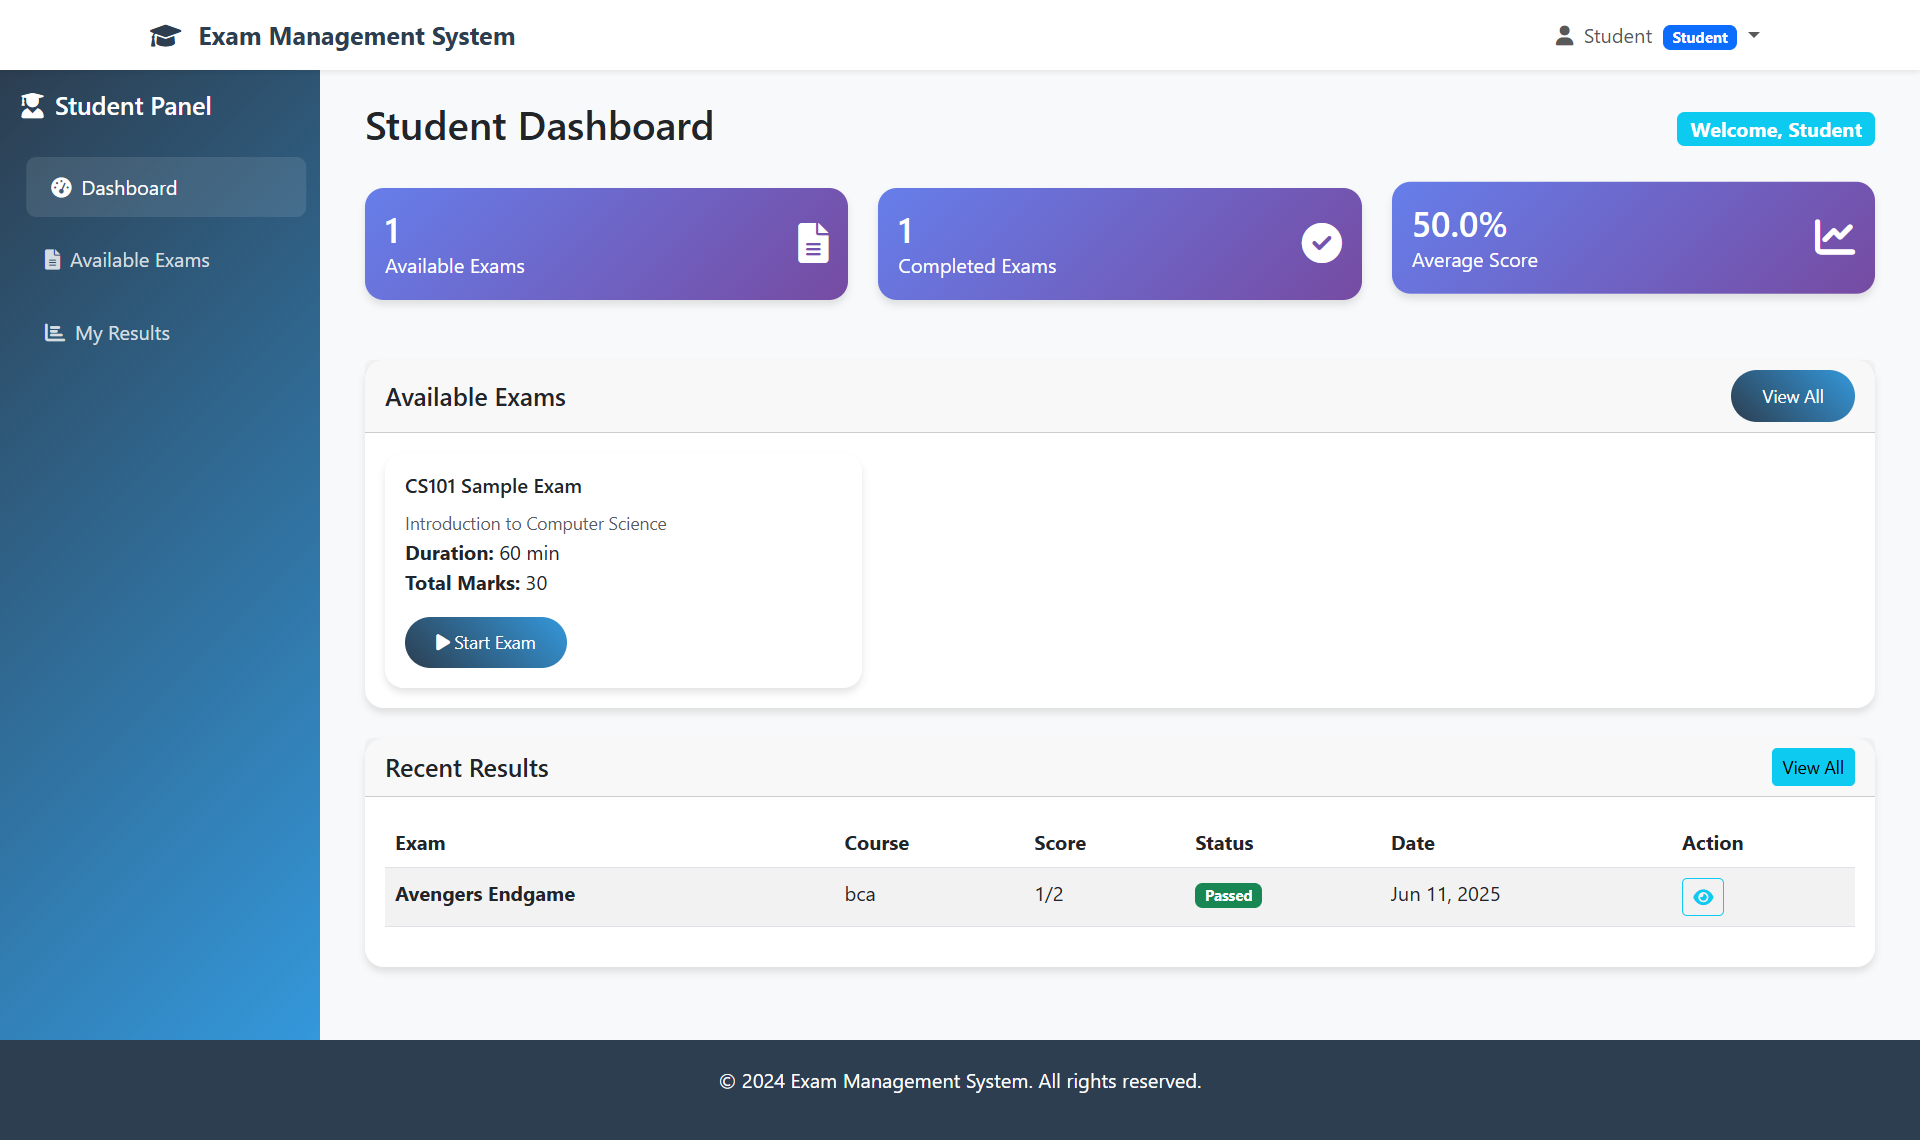 Exam Management System
Student Student
Student Panel
Dashboard
Available Exams
My Results
Student Dashboard
Welcome, Student
1
Available Exams
1
Completed Exams
50.0%
Average Score
Available Exams
View All
CS101 Sample Exam
Introduction to Computer Science
Duration: 60 min
Total Marks: 30
Start Exam
Recent Results
View All
Exam Course Score Status Date Action
Avengers Endgame bca 1/2 Passed Jun 11, 2025
© 2024 Exam Management System. All rights reserved.